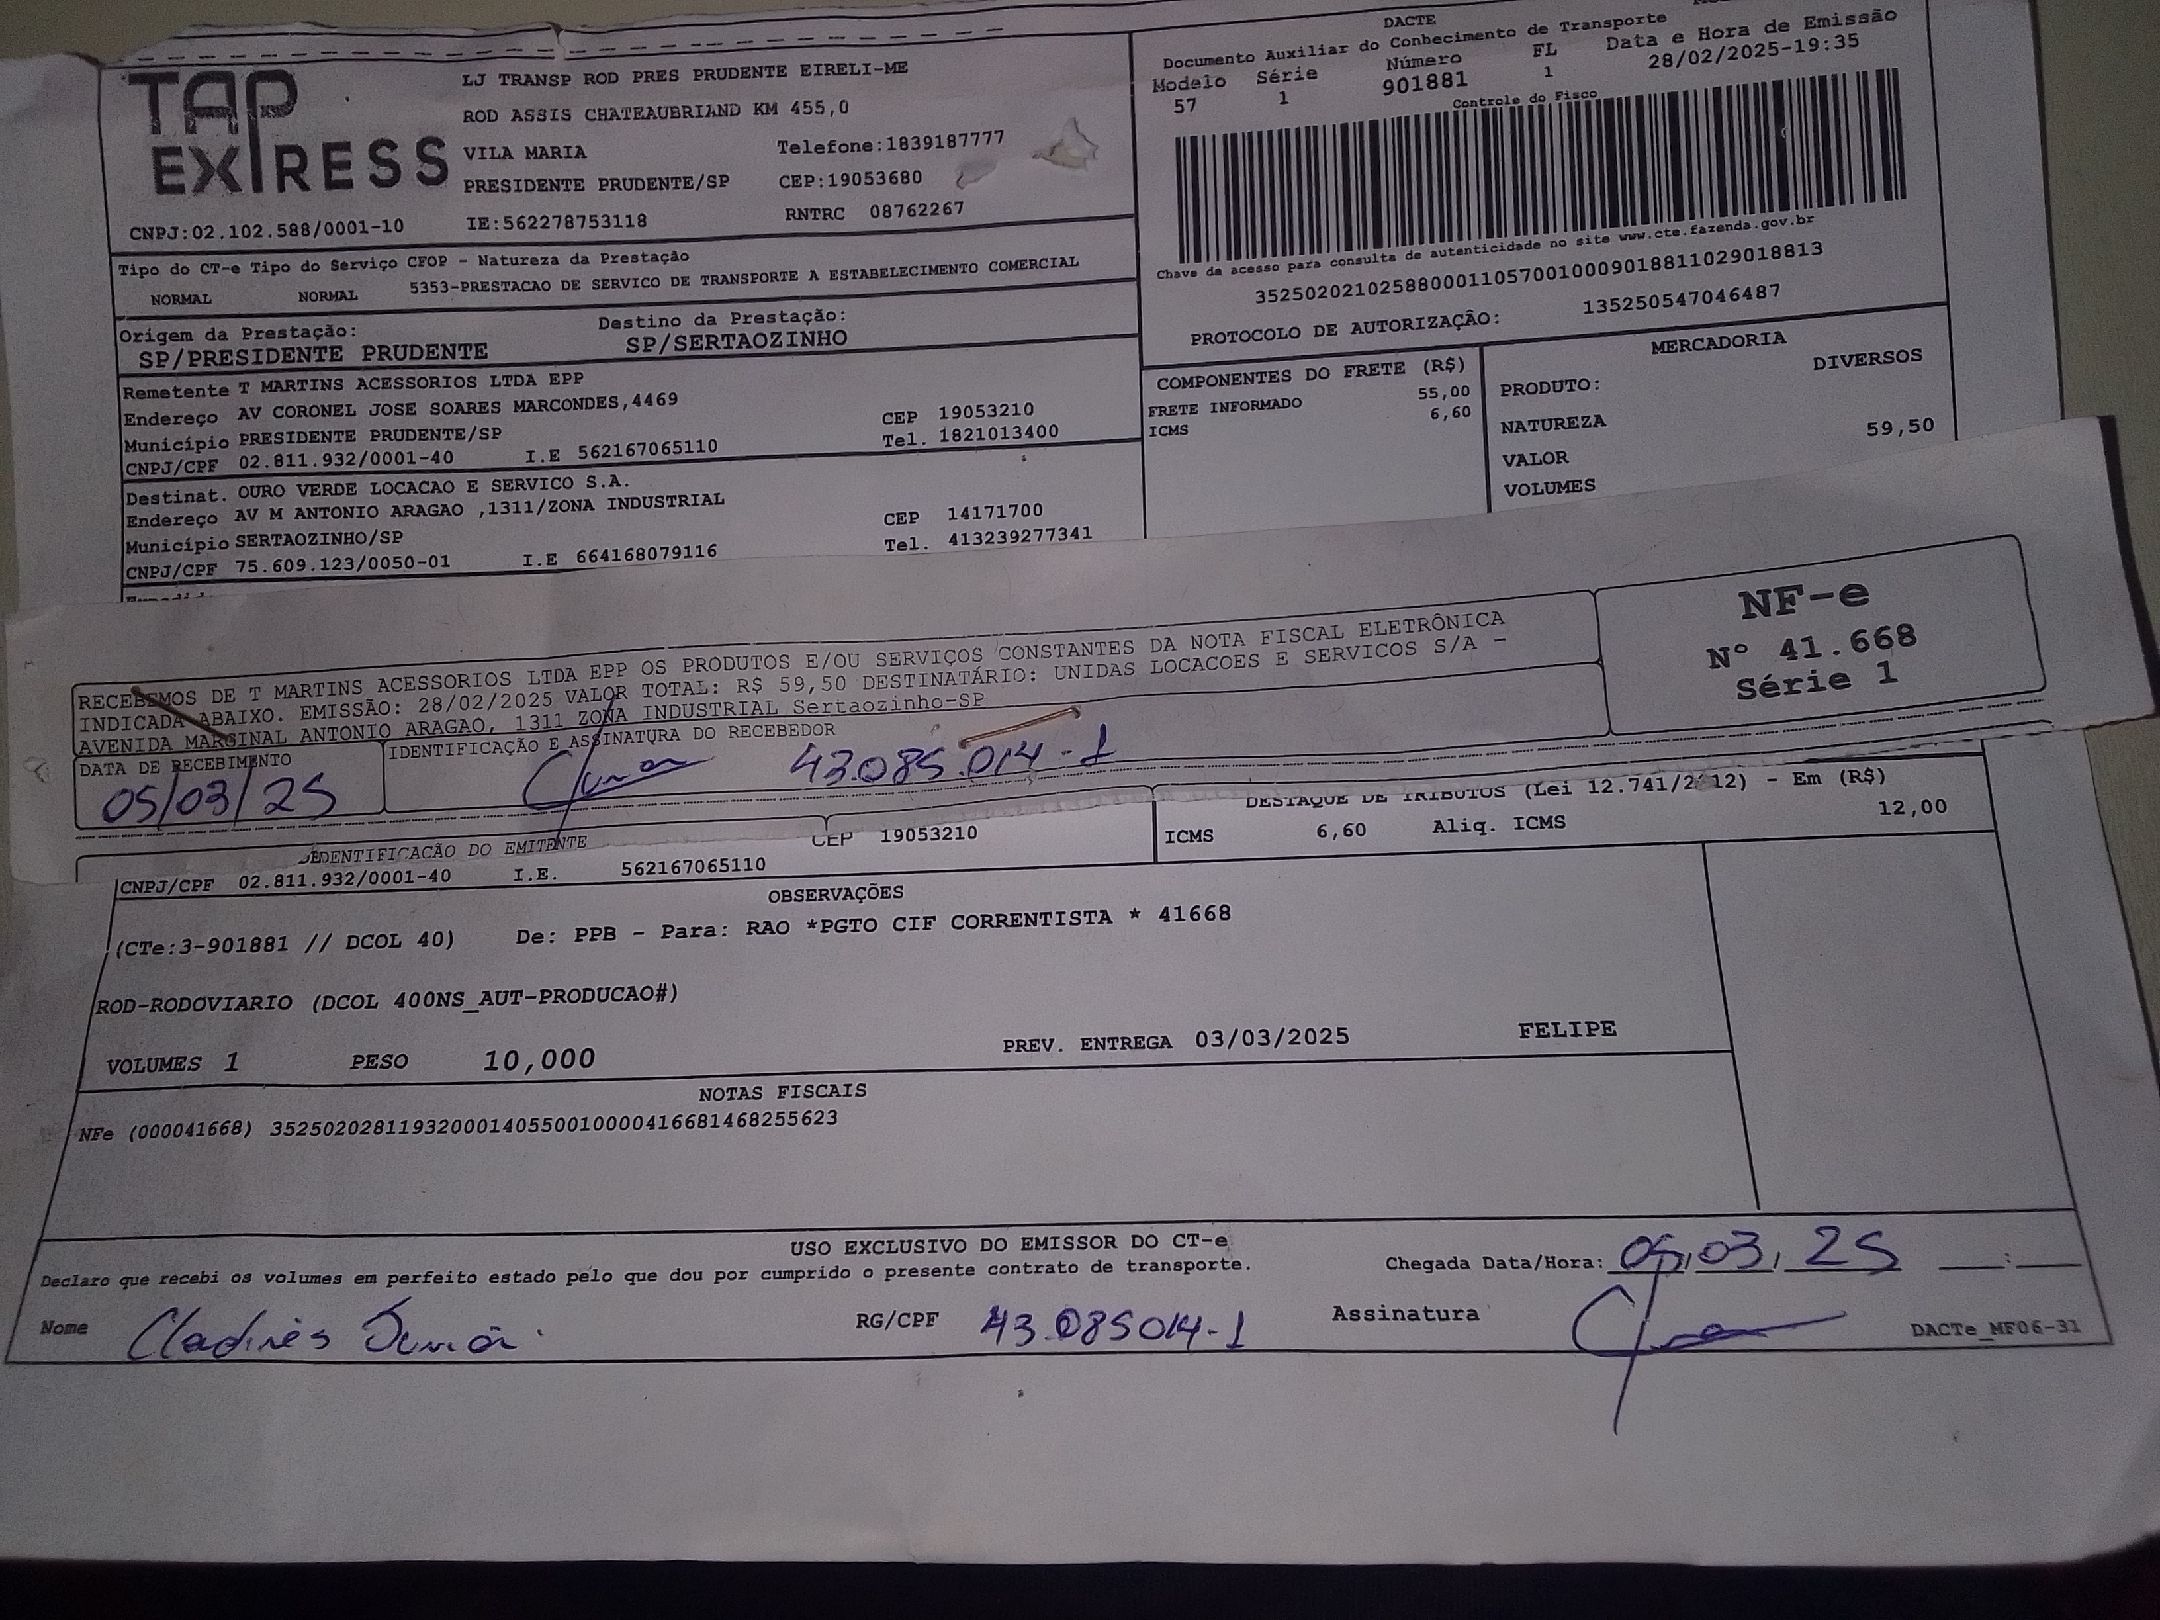 DACTE
Documento Auxiliar do Conhecimento de Transporte
Modelo Série Número FL Data e Hora de Emissão
57 1 901881 1 28/02/2025-19:35
Controle do Fisco
TAP EXPRESS
LJ TRANSP ROD PRES PRUDENTE EIRELI-ME
ROD ASSIS CHATEAUBRIAND KM 455,0
VILA MARIA Telefone:1839187777
PRESIDENTE PRUDENTE/SP CEP:19053680
CNPJ:02.102.588/0001-10 IE:562278753118 RNTRC 08762267
Chave da acesso para consulta de autenticidade no site www.cte.fazenda.gov.br
35250202102588000110570010009018811029018813
PROTOCOLO DE AUTORIZAÇÃO: 135250547046487
Tipo do CT-e Tipo do Serviço CFOP - Natureza da Prestação
NORMAL NORMAL 5353-PRESTACAO DE SERVICO DE TRANSPORTE A ESTABELECIMENTO COMERCIAL
Origem da Prestação: Destino da Prestação:
SP/PRESIDENTE PRUDENTE SP/SERTAOZINHO
Remetente T MARTINS ACESSORIOS LTDA EPP
Endereço AV CORONEL JOSE SOARES MARCONDES,4469
Município PRESIDENTE PRUDENTE/SP CEP 19053210
CNPJ/CPF 02.811.932/0001-40 I.E 562167065110 Tel. 1821013400
Destinat. OURO VERDE LOCACAO E SERVICO S.A.
Endereço AV M ANTONIO ARAGAO ,1311/ZONA INDUSTRIAL
Município SERTAOZINHO/SP CEP 14171700
CNPJ/CPF 75.609.123/0050-01 I.E 664168079116 Tel. 413239277341
COMPONENTES DO FRETE (R$)
FRETE INFORMADO 55,00
ICMS 6,60
MERCADORIA
PRODUTO: DIVERSOS
NATUREZA
VALOR 59,50
VOLUMES
RECEBEMOS DE T MARTINS ACESSORIOS LTDA EPP OS PRODUTOS E/OU SERVIÇOS CONSTANTES DA NOTA FISCAL ELETRÔNICA
INDICADA ABAIXO. EMISSÃO: 28/02/2025 VALOR TOTAL: R$ 59,50 DESTINATÁRIO: UNIDAS LOCACOES E SERVICOS S/A -
AVENIDA MARGINAL ANTONIO ARAGAO, 1311 ZONA INDUSTRIAL Sertaozinho-SP
NF-e
Nº 41.668
Série 1
DATA DE RECEBIMENTO IDENTIFICAÇÃO E ASSINATURA DO RECEBEDOR
05/03/25 43.085.014-1
DENTIFICACÃO DO EMITENTE
CEP 19053210
CNPJ/CPF 02.811.932/0001-40 I.E. 562167065110
DESTAQUE DE TRIBUTOS (Lei 12.741/2012) - Em (R$)
ICMS 6,60 Aliq. ICMS 12,00
OBSERVAÇÕES
(CTe:3-901881 // DCOL 40) De: PPB - Para: RAO *PGTO CIF CORRENTISTA * 41668
ROD-RODOVIARIO (DCOL 400NS_AUT-PRODUCAO#)
VOLUMES 1 PESO 10,000 PREV. ENTREGA 03/03/2025 FELIPE
NOTAS FISCAIS
NFe (000041668) 35250202811932000140550010000416681468255623
USO EXCLUSIVO DO EMISSOR DO CT-e
Declaro que recebi os volumes em perfeito estado pelo que dou por cumprido o presente contrato de transporte.
Chegada Data/Hora: 05/03/25 __:__
Nome RG/CPF 43.085014-1 Assinatura
DACTe_MF06-31